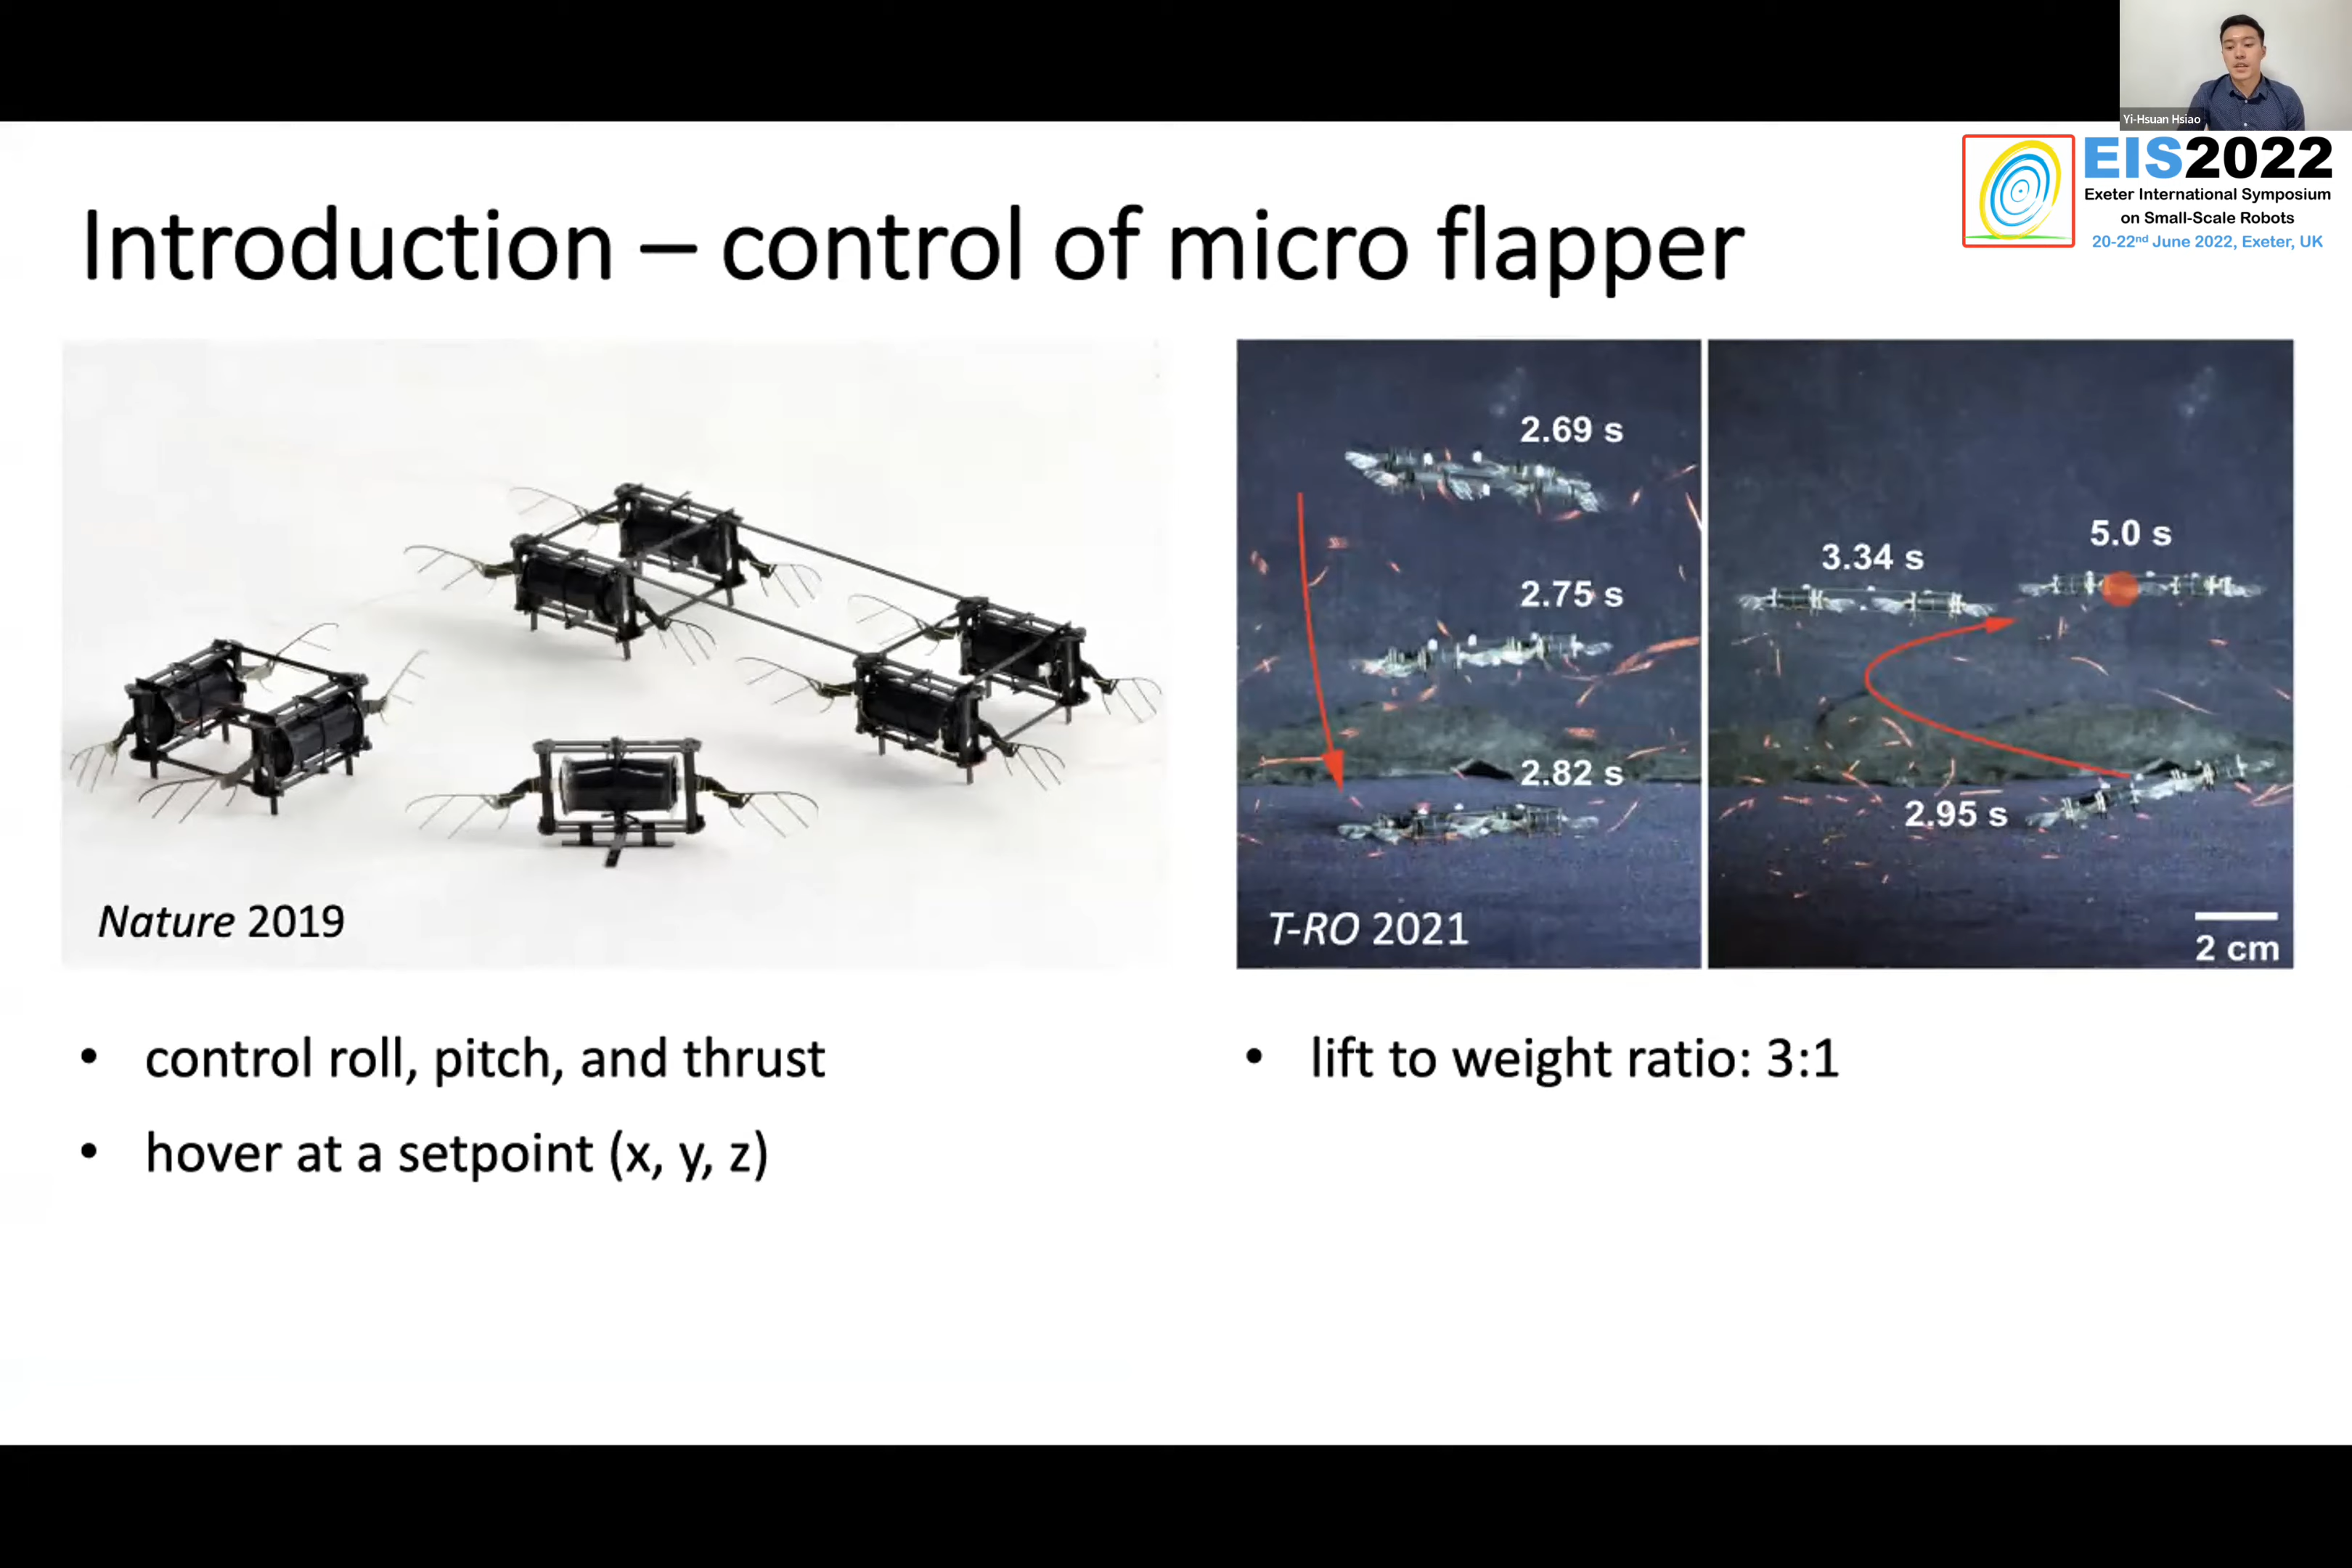 Yi-Hsuan Hsiao
EIS2022
Exeter International Symposium
on Small-Scale Robots
20-22nd June 2022, Exeter, UK
Introduction – control of micro flapper
Nature 2019
2.69 s
2.75 s
2.82 s
T-RO 2021
3.34 s
5.0 s
2.95 s
2 cm
• control roll, pitch, and thrust
• hover at a setpoint (x, y, z)
• lift to weight ratio: 3:1